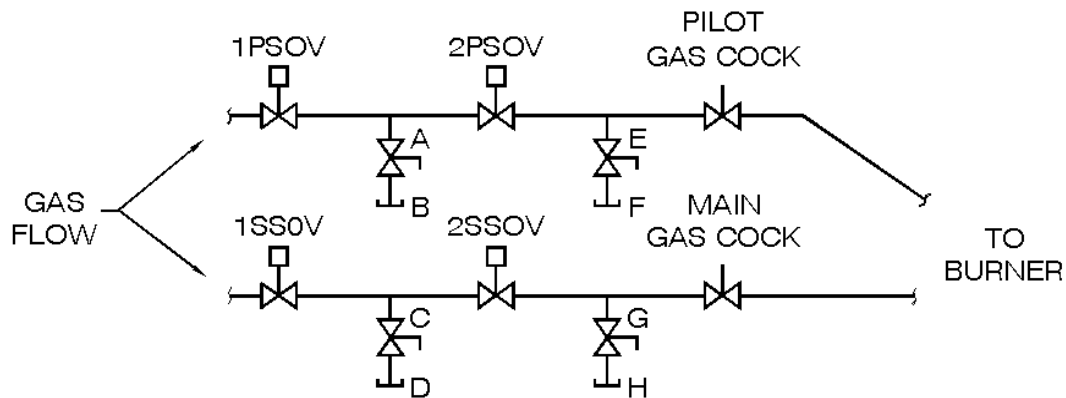 PILOT
GAS COCK
1PSOV
2PSOV
A
E
B
F
GAS
FLOW
MAIN
GAS COCK
1SS0V
2SSOV
TO
BURNER
C
G
D
H